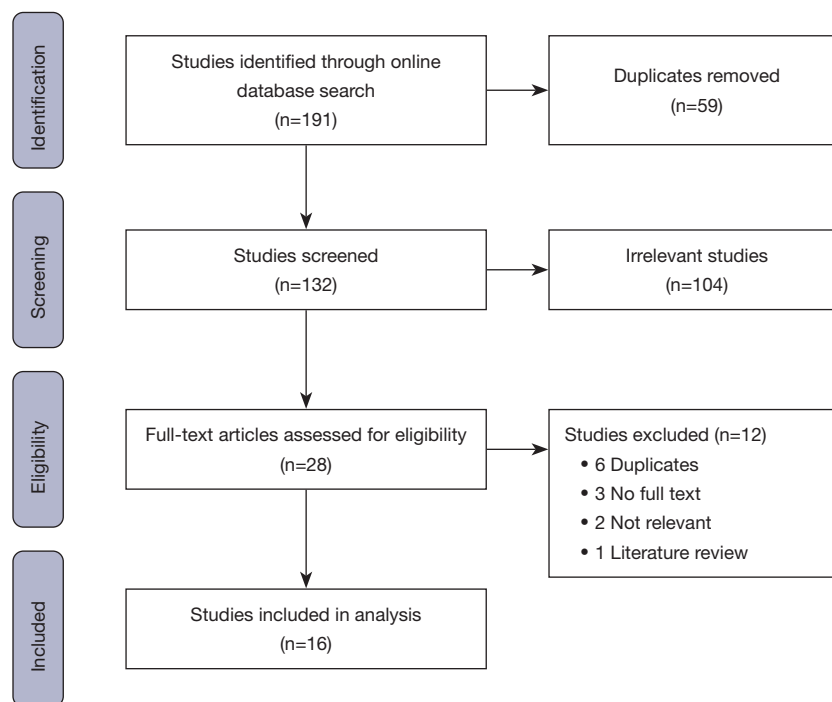 Identification
Studies identified through online
database search
(n=191)
Duplicates removed
(n=59)
Screening
Studies screened
(n=132)
Irrelevant studies
(n=104)
Eligibility
Full-text articles assessed for eligibility
(n=28)
Studies excluded (n=12)
• 6 Duplicates
• 3 No full text
• 2 Not relevant
• 1 Literature review
Included
Studies included in analysis
(n=16)